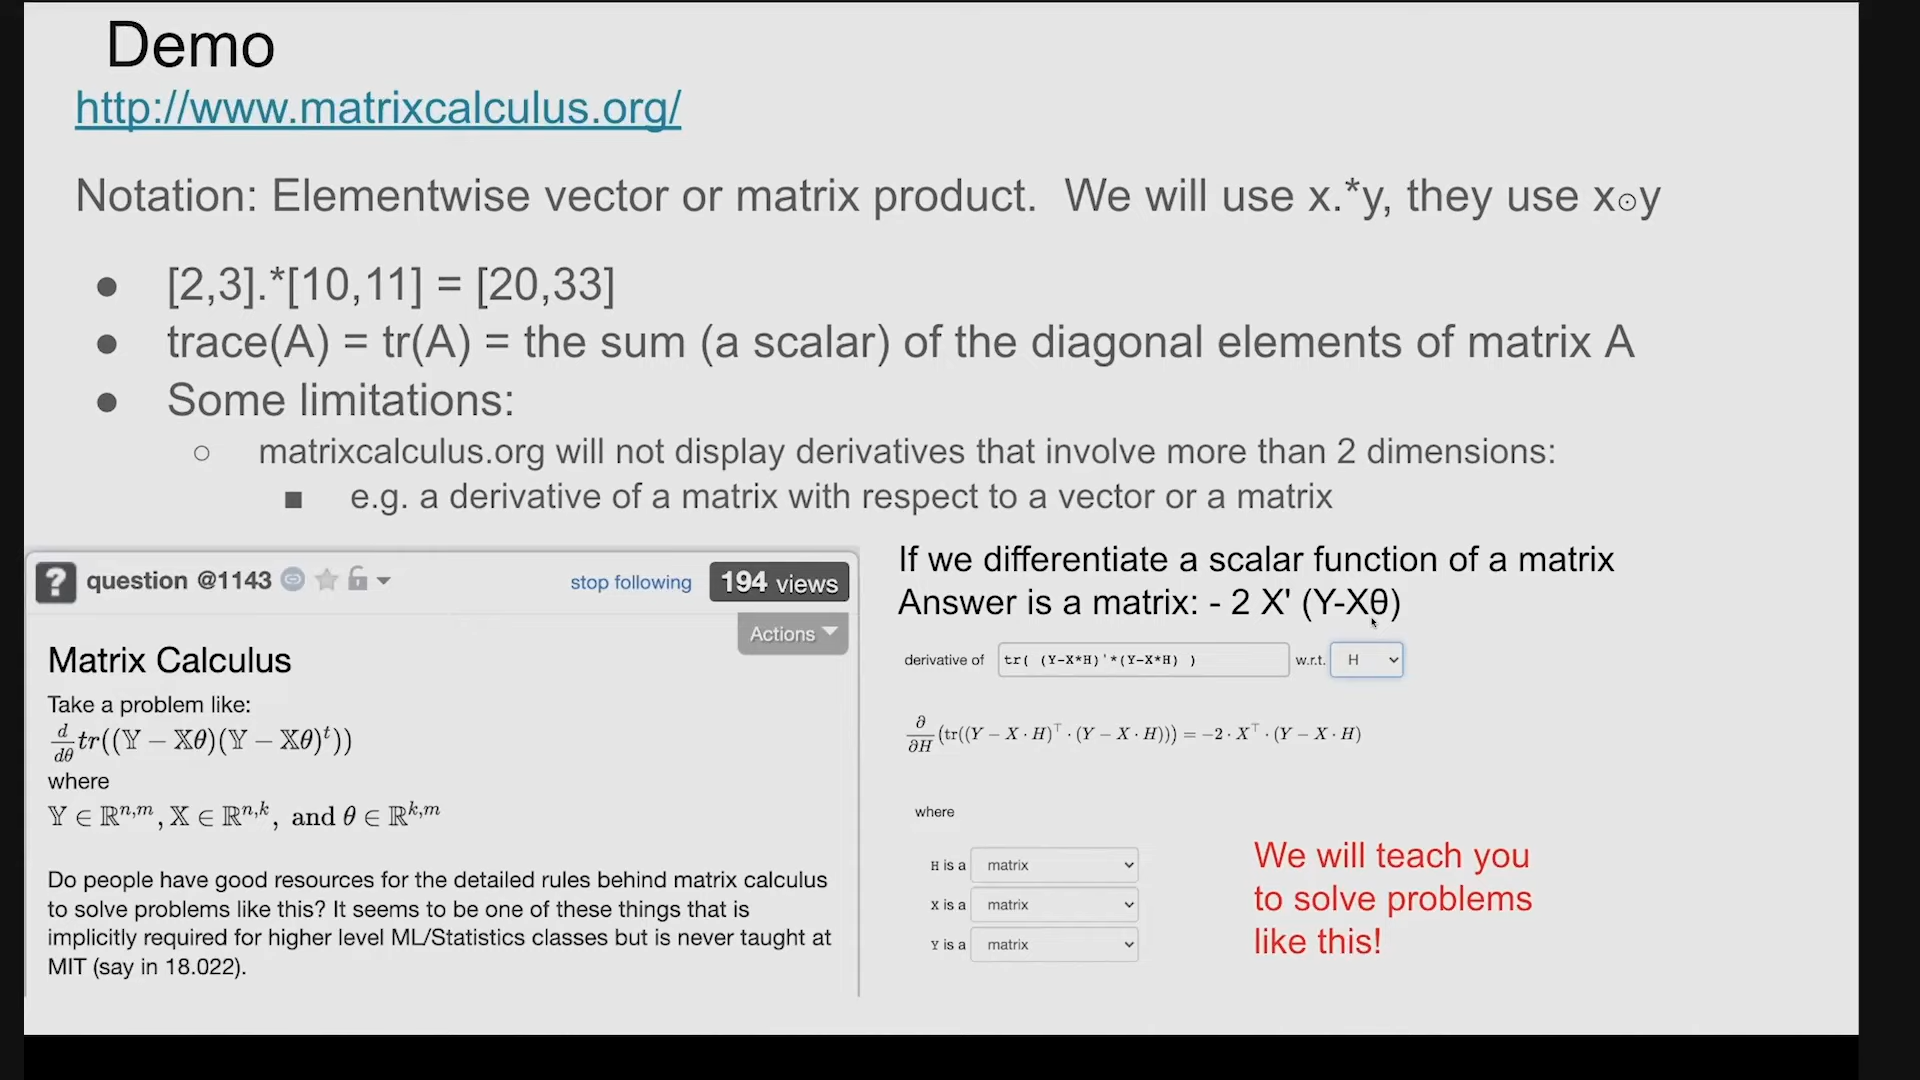 Demo
http://www.matrixcalculus.org/
Notation: Elementwise vector or matrix product.  We will use x.*y, they use x⊙y
● [2,3].*[10,11] = [20,33]
● trace(A) = tr(A) = the sum (a scalar) of the diagonal elements of matrix A
● Some limitations:
○ matrixcalculus.org will not display derivatives that involve more than 2 dimensions:
■ e.g. a derivative of a matrix with respect to a vector or a matrix
? question @1143
stop following
194 views
Actions
Matrix Calculus
Take a problem like:
d/dθ tr((𝕐 − 𝕏θ)(𝕐 − 𝕏θ)ᵗ))
where
𝕐 ∈ ℝⁿ,ᵐ, 𝕏 ∈ ℝⁿ,ᵏ, and θ ∈ ℝᵏ,ᵐ
Do people have good resources for the detailed rules behind matrix calculus
to solve problems like this? It seems to be one of these things that is
implicitly required for higher level ML/Statistics classes but is never taught at
MIT (say in 18.022).
If we differentiate a scalar function of a matrix
Answer is a matrix: - 2 X' (Y-Xθ)
derivative of tr( (Y-X*H)'*(Y-X*H) ) w.r.t. H
∂/∂H (tr((Y − X · H)⊤ · (Y − X · H))) = −2 · X⊤ · (Y − X · H)
where
H is a matrix
X is a matrix
Y is a matrix
We will teach you
to solve problems
like this!